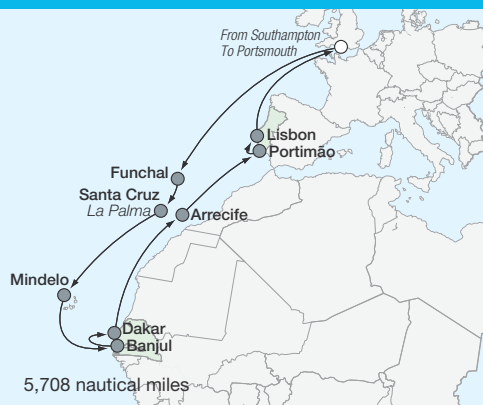 From Southampton
To Portsmouth
Lisbon
Portimão
Funchal
Santa Cruz
La Palma
Arrecife
Mindelo
Dakar
Banjul
5,708 nautical miles